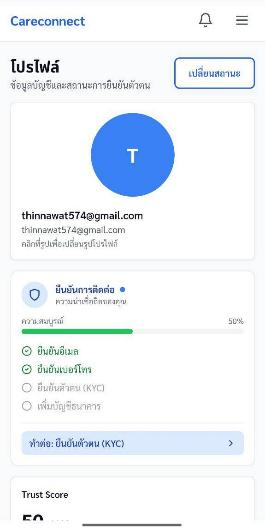 Careconnect
โปรไฟล์
ข้อมูลบัญชีและสถานะการยืนยันตัวตน
เปลี่ยนสถานะ
T
thinnawat574@gmail.com
thinnawat574@gmail.com
คลิกที่รูปเพื่อเปลี่ยนรูปโปรไฟล์
ยืนยันการติดต่อ
ความน่าเชื่อถือของคุณ
ความสมบูรณ์ 50%
ยืนยันอีเมล
ยืนยันเบอร์โทร
ยืนยันตัวตน (KYC)
เพิ่มบัญชีธนาคาร
ทำต่อ: ยืนยันตัวตน (KYC)
Trust Score
50